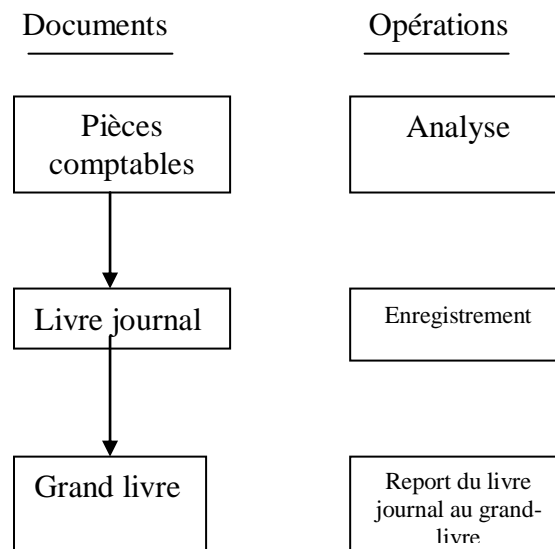 Documents
Opérations
Pièces
comptables
Analyse
Livre journal
Enregistrement
Grand livre
Report du livre
journal au grand-
livre